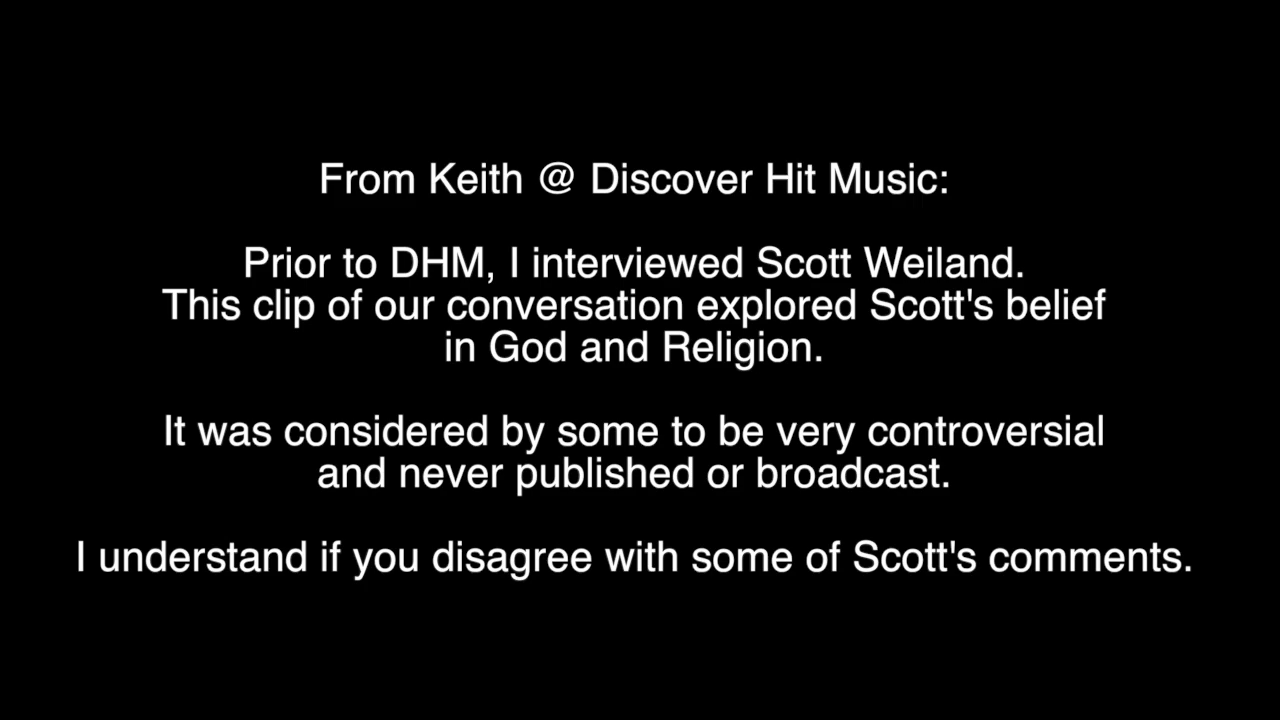 From Keith @ Discover Hit Music:
Prior to DHM, I interviewed Scott Weiland.
This clip of our conversation explored Scott's belief
in God and Religion.
It was considered by some to be very controversial
and never published or broadcast.
I understand if you disagree with some of Scott's comments.